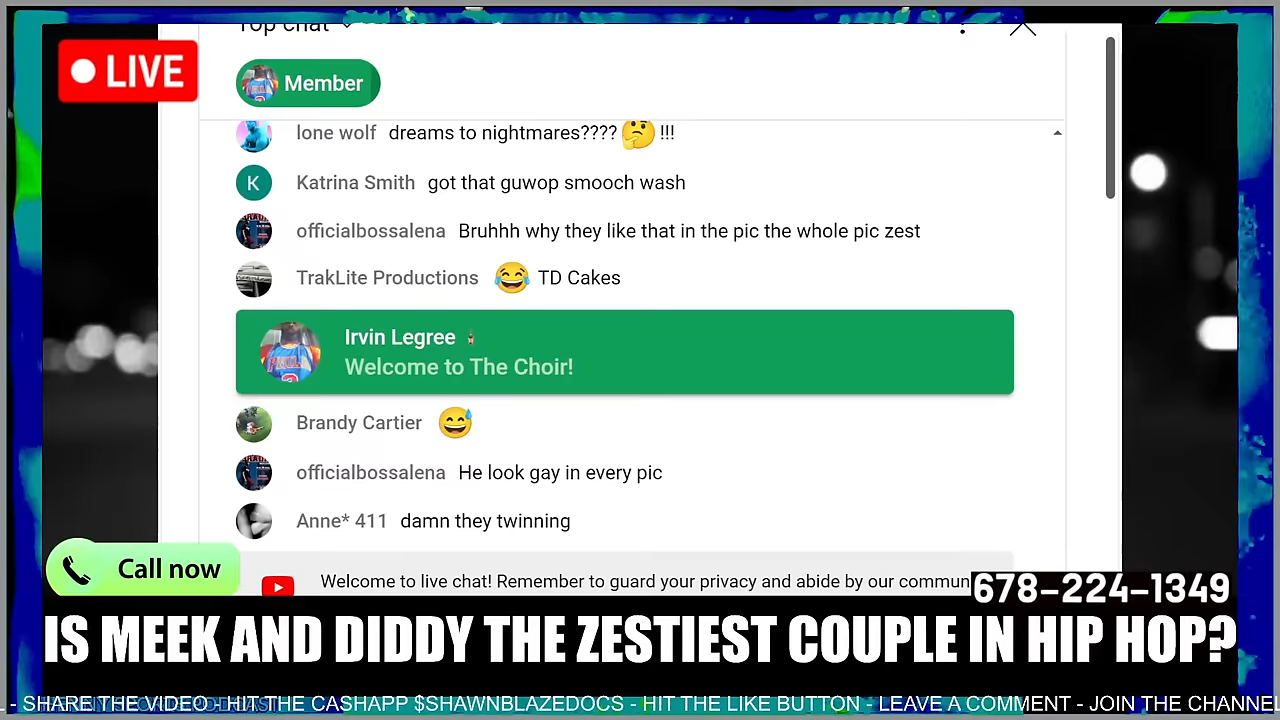 Top chat
LIVE
Member
lone wolf dreams to nightmares???? 🤔 !!!
K Katrina Smith got that guwop smooch wash
officialbossalena Bruhhh why they like that in the pic the whole pic zest
TrakLite Productions 😂 TD Cakes
Irvin Legree
Welcome to The Choir!
Brandy Cartier 😅
officialbossalena He look gay in every pic
Anne* 411 damn they twinning
Call now
Welcome to live chat! Remember to guard your privacy and abide by our commun
678-224-1349
IS MEEK AND DIDDY THE ZESTIEST COUPLE IN HIP HOP?
- SHARE THE VIDEO - HIT THE CASHAPP $SHAWNBLAZEDOCS - HIT THE LIKE BUTTON - LEAVE A COMMENT - JOIN THE CHANNE